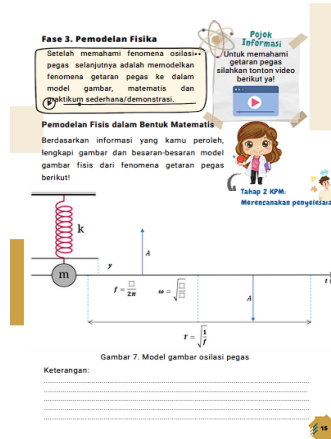 Fase 3. Pemodelan Fisika
Setelah memahami fenomena osilasi
pegas selanjutnya adalah memodelkan
fenomena getaran pegas ke dalam
model gambar, matematis dan
praktikum sederhana/demonstrasi.
Pojok
Informasi
Untuk memahami
getaran pegas
silahkan tonton video
berikut ya!
Pemodelan Fisis dalam Bentuk Matematis
Berdasarkan informasi yang kamu peroleh,
lengkapi gambar dan besaran-besaran model
gambar fisis dari fenomena getaran pegas
berikut!
Tahap 2 KPM:
Merencanakan penyelesaia
k
m
y
A
t
f = □/2π
ω = √(□/□)
A
T = √(1/f)
Gambar 7. Model gambar osilasi pegas
Keterangan:
15